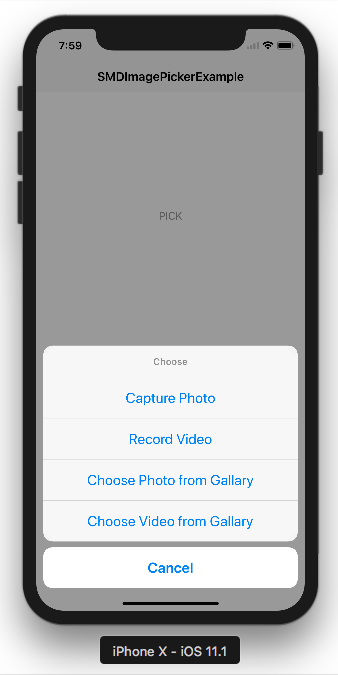 7:59
SMDImagePickerExample
PICK
Choose
Capture Photo
Record Video
Choose Photo from Gallary
Choose Video from Gallary
Cancel
iPhone X - iOS 11.1